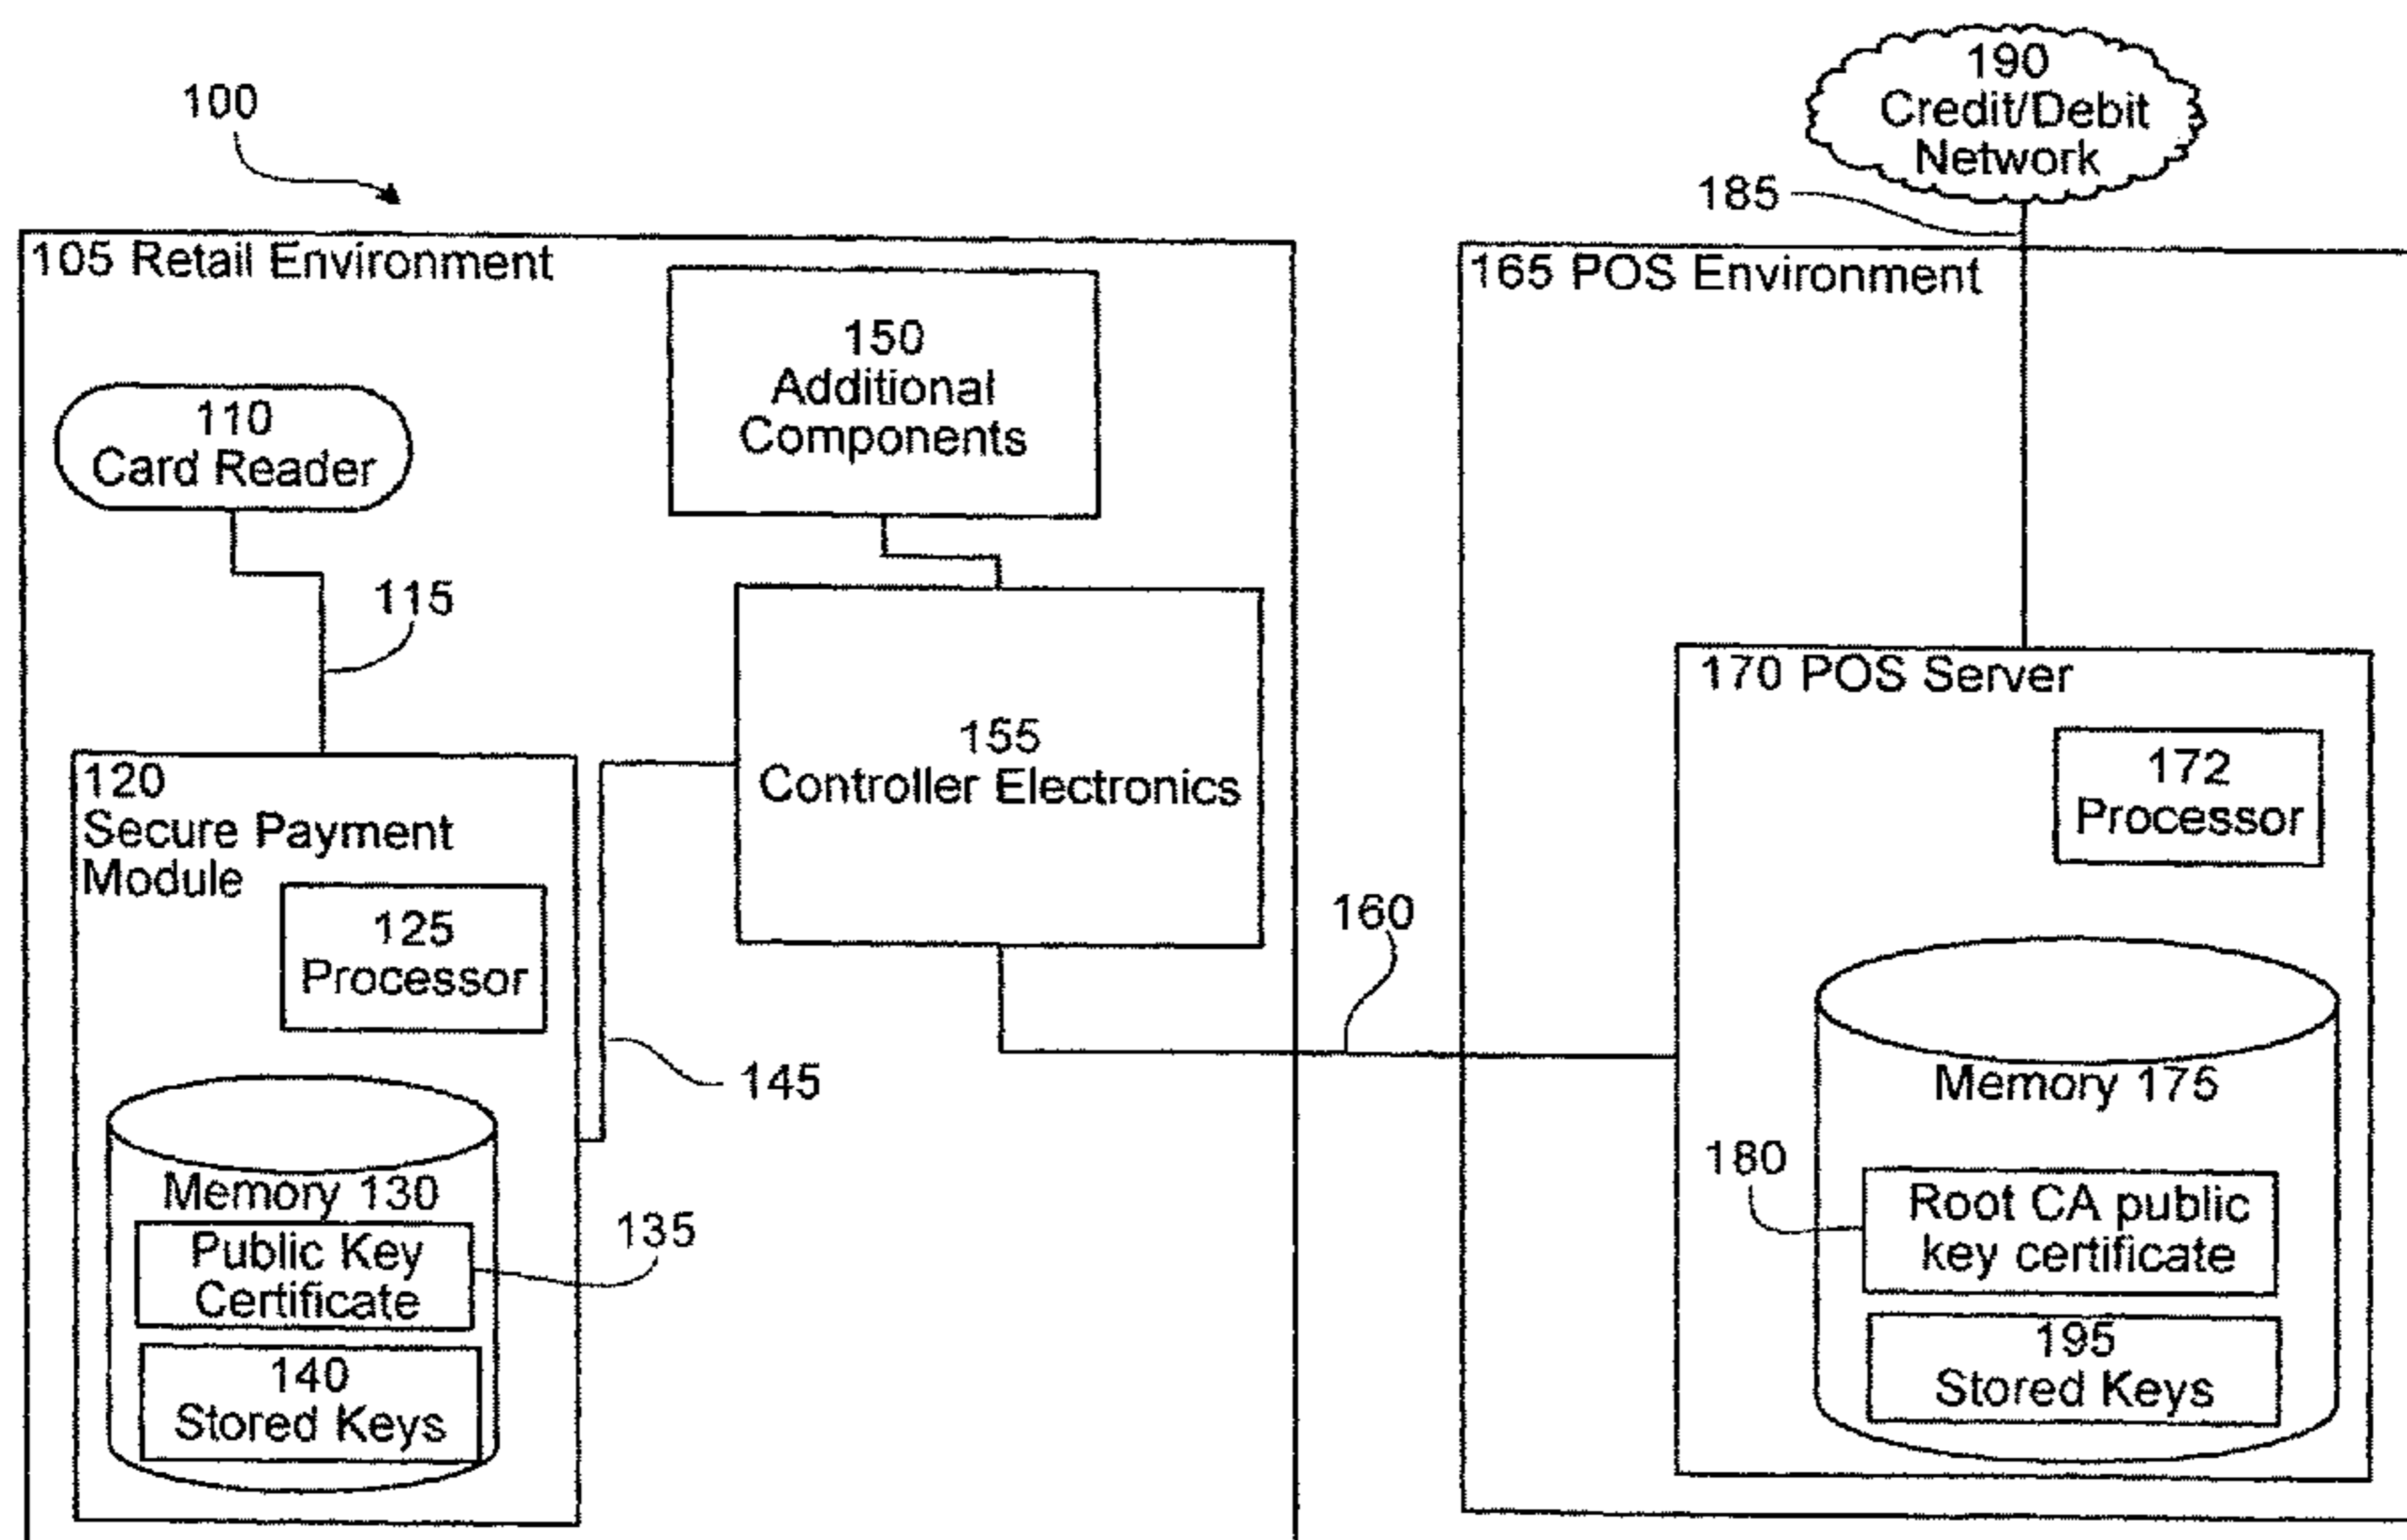 100
105 Retail Environment
110
Card Reader
115
150
Additional
Components
155
Controller Electronics
120
Secure Payment
Module
125
Processor
145
Memory 130
Public Key
Certificate
135
140
Stored Keys
160
190
Credit/Debit
Network
185
165 POS Environment
170 POS Server
172
Processor
Memory 175
180
Root CA public
key certificate
195
Stored Keys